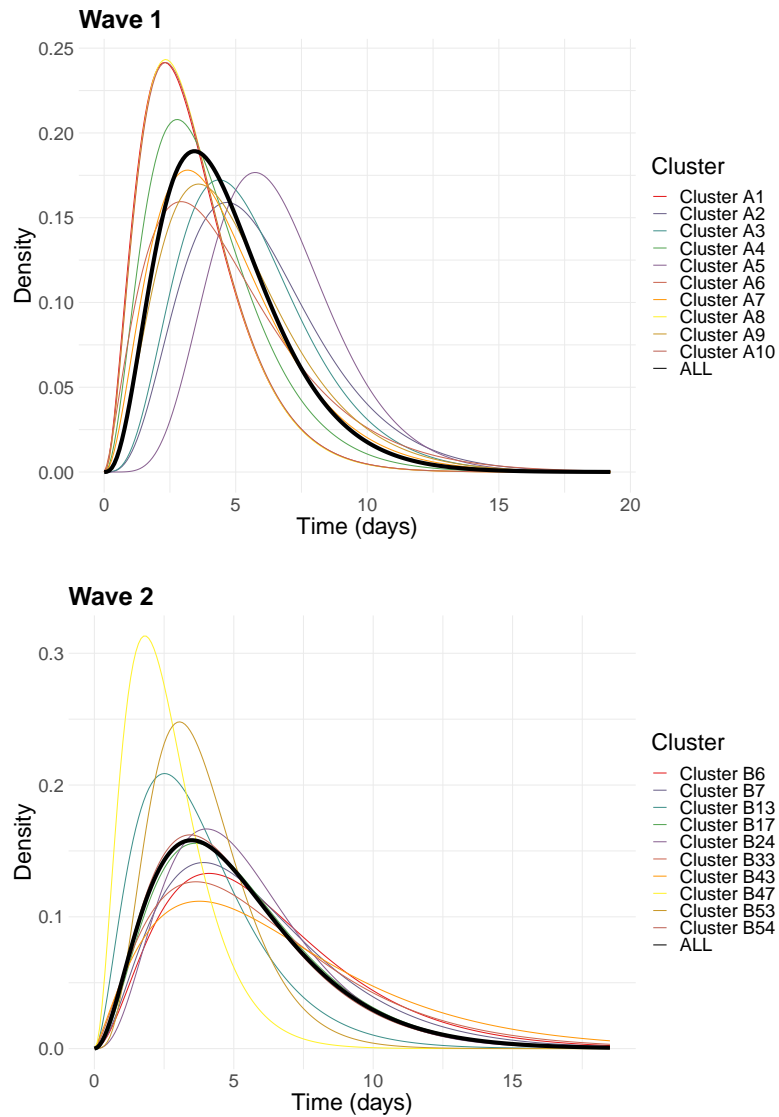 Wave 1
0.25
0.20
0.15
0.10
0.05
0.00
Density
0 5 10 15 20
Time (days)
Cluster
Cluster A1
Cluster A2
Cluster A3
Cluster A4
Cluster A5
Cluster A6
Cluster A7
Cluster A8
Cluster A9
Cluster A10
ALL
Wave 2
0.3
0.2
0.1
0.0
Density
0 5 10 15
Time (days)
Cluster
Cluster B6
Cluster B7
Cluster B13
Cluster B17
Cluster B24
Cluster B33
Cluster B43
Cluster B47
Cluster B53
Cluster B54
ALL